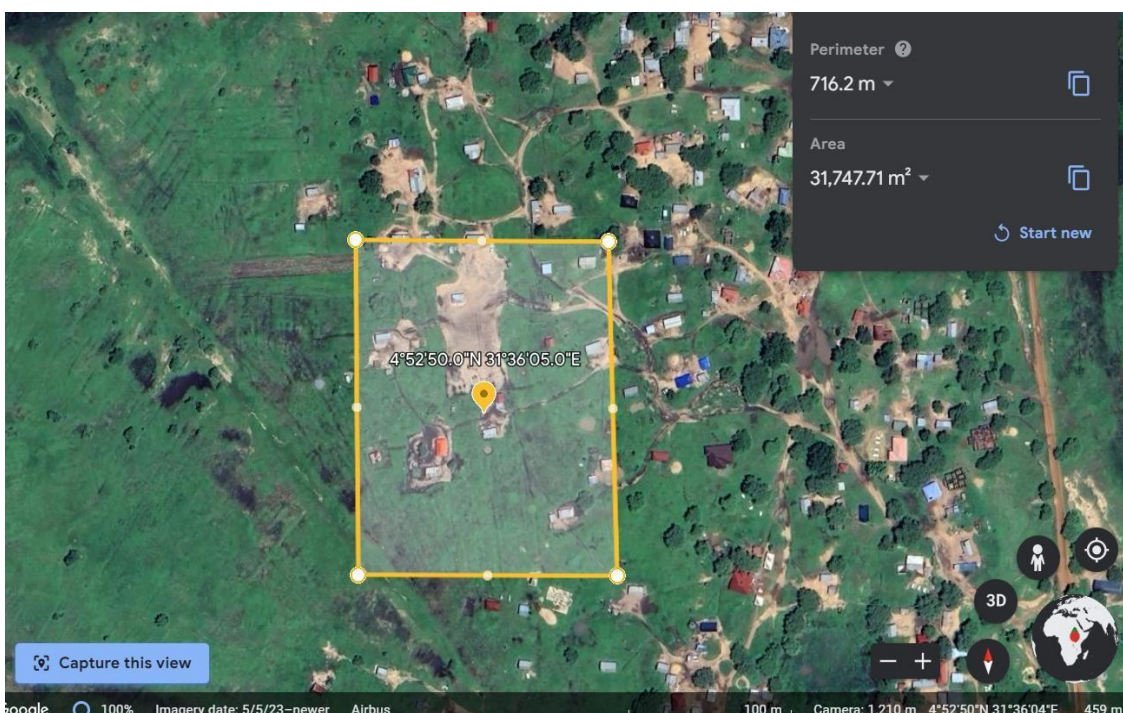 Perimeter
716.2 m
Area
31,747.71 m²
Start new
4°52'50.0"N 31°36'05.0"E
3D
Capture this view
Google 100% Imagery date: 5/5/23–newer Airbus 100 m Camera: 1,210 m 4°52'50"N 31°36'04"E 459 m